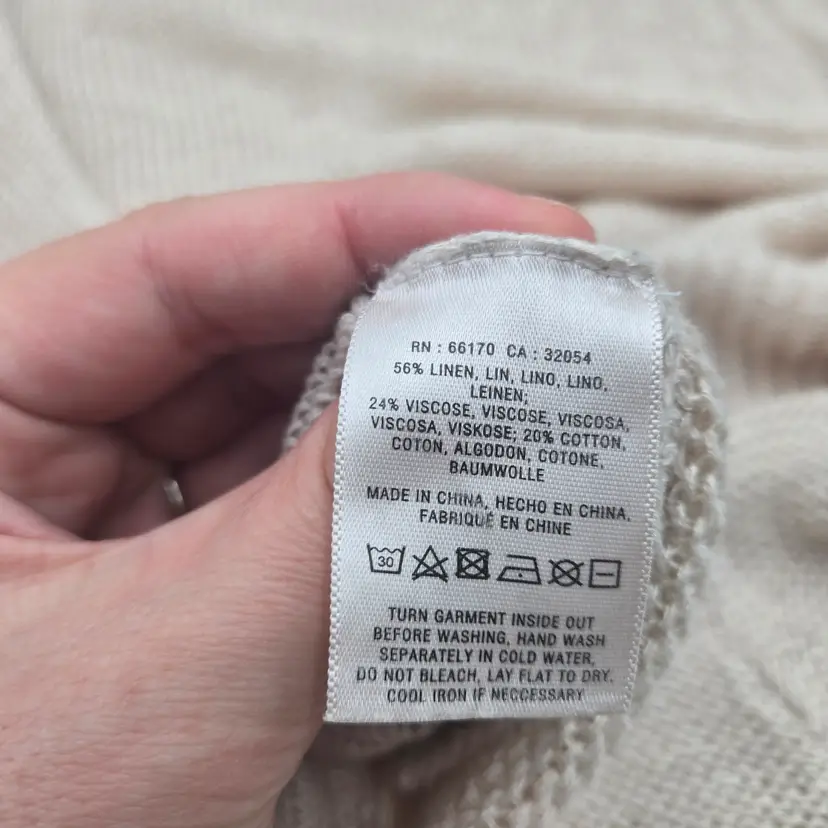 RN : 66170 CA : 32054
56% LINEN, LIN, LINO, LINO,
LEINEN;
24% VISCOSE, VISCOSE, VISCOSA,
VISCOSA, VISKOSE; 20% COTTON,
COTON, ALGODON, COTONE,
BAUMWOLLE
MADE IN CHINA, HECHO EN CHINA,
FABRIQUÉ EN CHINE
30
TURN GARMENT INSIDE OUT
BEFORE WASHING, HAND WASH
SEPARATELY IN COLD WATER,
DO NOT BLEACH, LAY FLAT TO DRY.
COOL IRON IF NECCESSARY